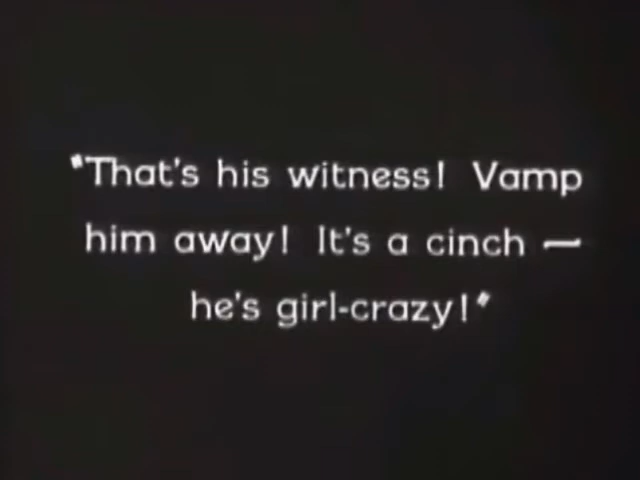 "That's his witness! Vamp
him away! It's a cinch —
he's girl-crazy!"